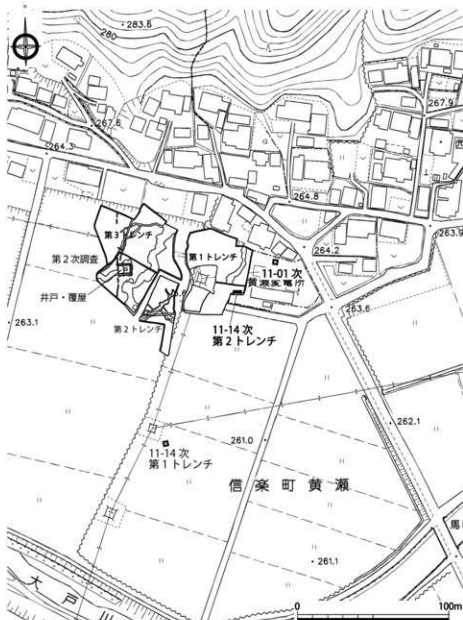 283.6
280
267.6
264.3
267.9
264.8
264.2
263.9
263.6
263.1
262.1
261.0
261.1
第3トレンチ
第1トレンチ
第2次調査
井戸・覆屋
第2トレンチ
11-01次
黄瀬変電所
11-14次
第2トレンチ
11-14次
第1トレンチ
信楽町黄瀬
馬
大戸川
0
100m